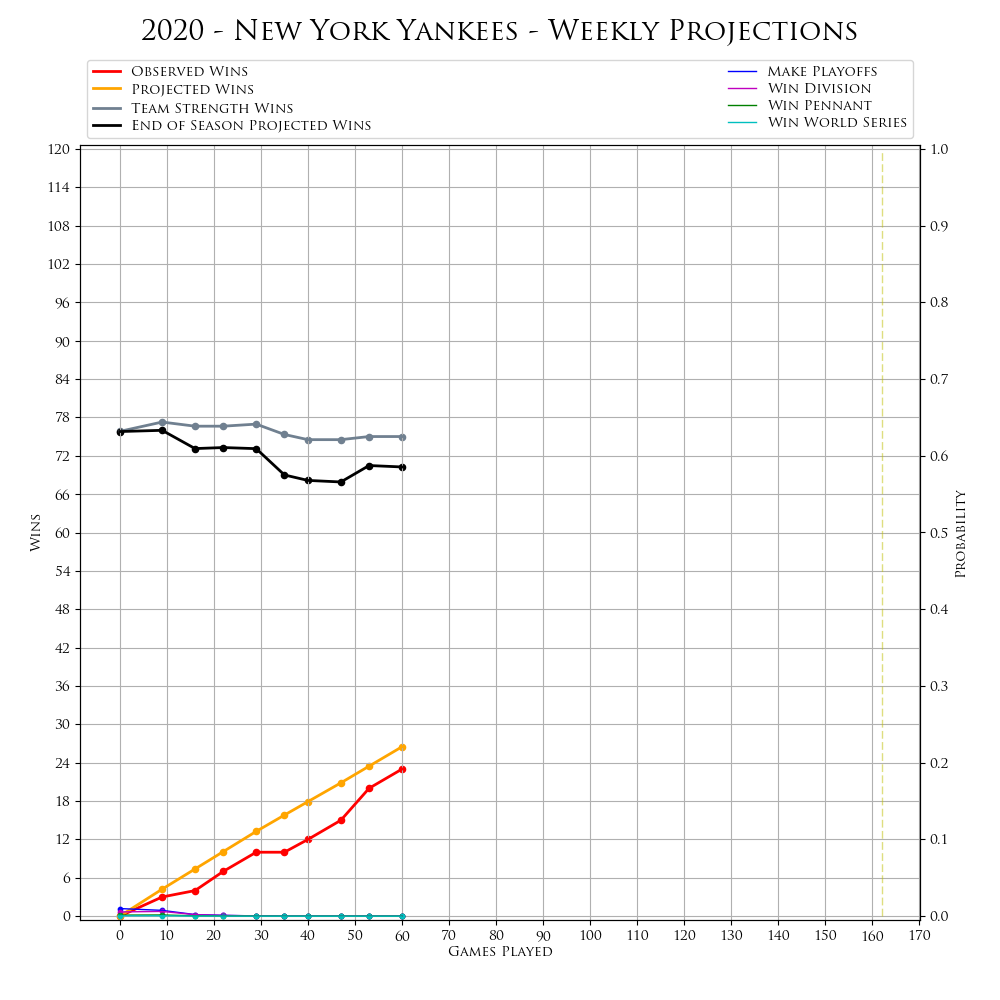 2020 - New York Yankees - Weekly Projections
Observed Wins
Projected Wins
Team Strength Wins
End of Season Projected Wins
Make Playoffs
Win Division
Win Pennant
Win World Series
120
114
108
102
96
90
84
78
72
66
60
54
48
42
36
30
24
18
12
6
0
Wins
1.0
0.9
0.8
0.7
0.6
0.5
0.4
0.3
0.2
0.1
0.0
Probability
0 10 20 30 40 50 60 70 80 90 100 110 120 130 140 150 160 170
Games Played